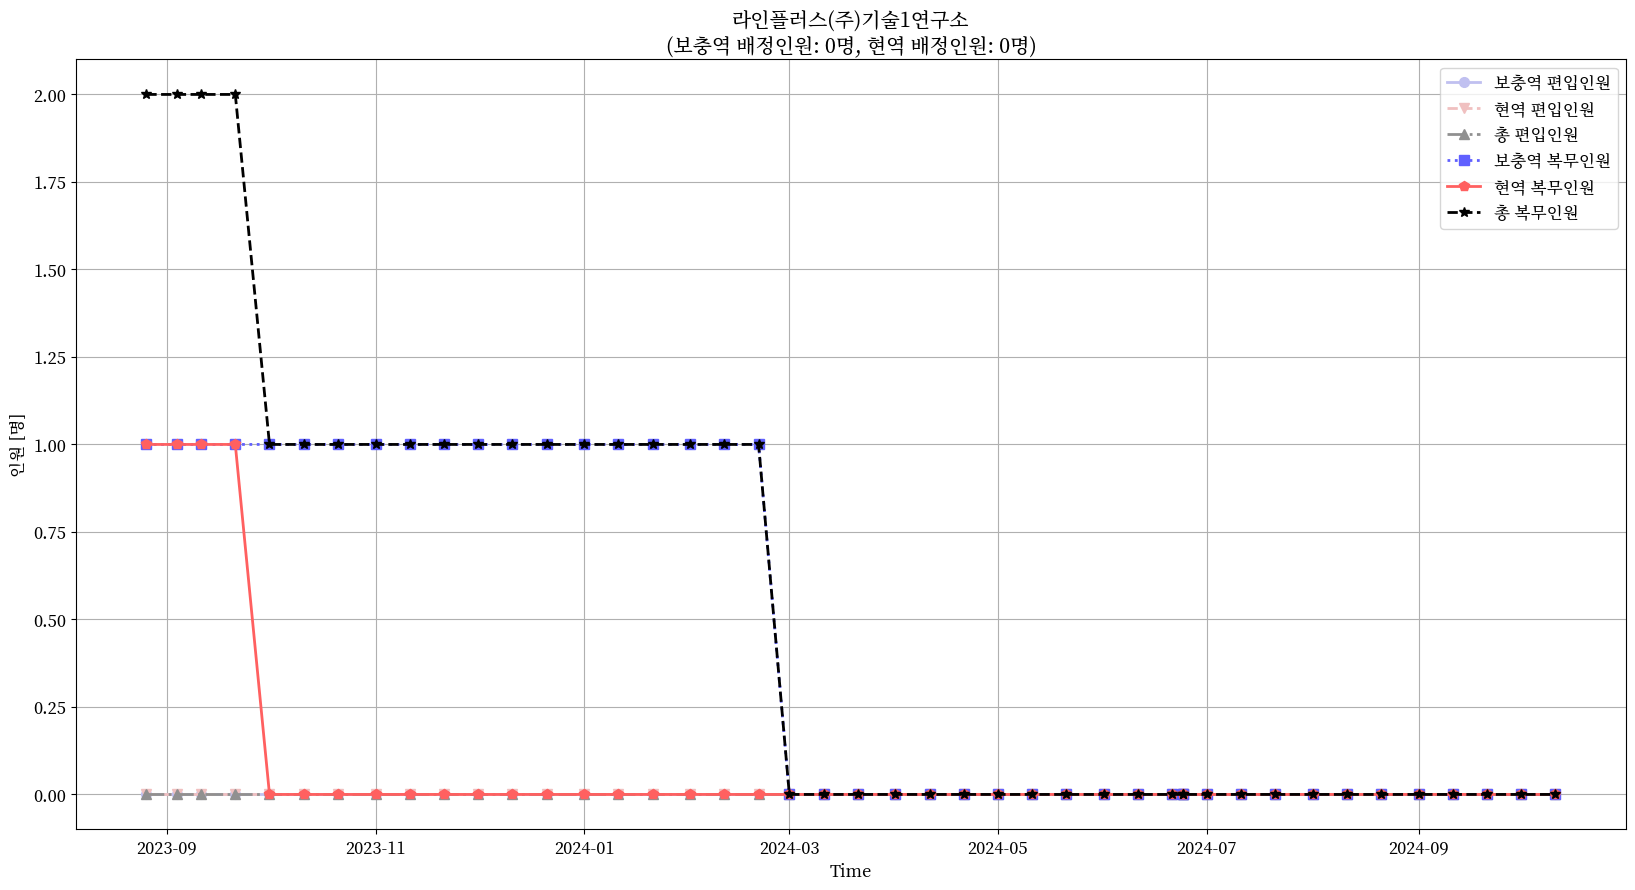 라인플러스(주)기술1연구소
(보충역 배정인원: 0명, 현역 배정인원: 0명)
보충역 편입인원
현역 편입인원
총 편입인원
보충역 복무인원
현역 복무인원
총 복무인원
인원 [명]
2.00
1.75
1.50
1.25
1.00
0.75
0.50
0.25
0.00
2023-09
2023-11
2024-01
2024-03
2024-05
2024-07
2024-09
Time